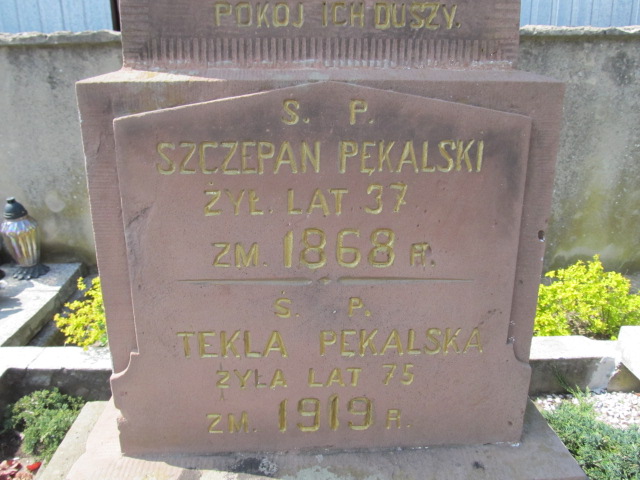 POKÓJ ICH DUSZY.
Ś. P.
SZCZEPAN PĘKALSKI
ŻYŁ LAT 37
ZM. 1868 R.
Ś. P.
TEKLA PĘKALSKA
ŻYŁA LAT 75
ZM. 1919 R.